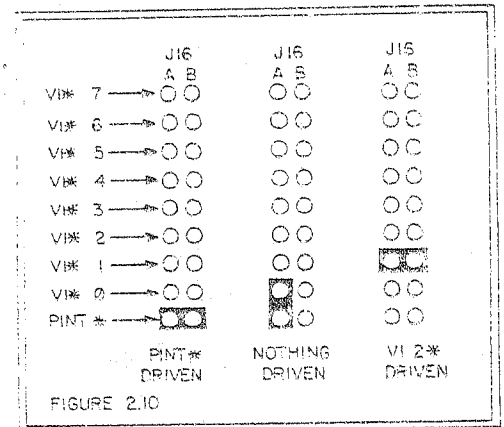 J16 J16 J16
A B A B A B
VI* 7
VI* 6
VI* 5
VI* 4
VI* 3
VI* 2
VI* 1
VI* 0
PINT *
PINT* NOTHING VI 2*
DRIVEN DRIVEN DRIVEN
FIGURE 2.10